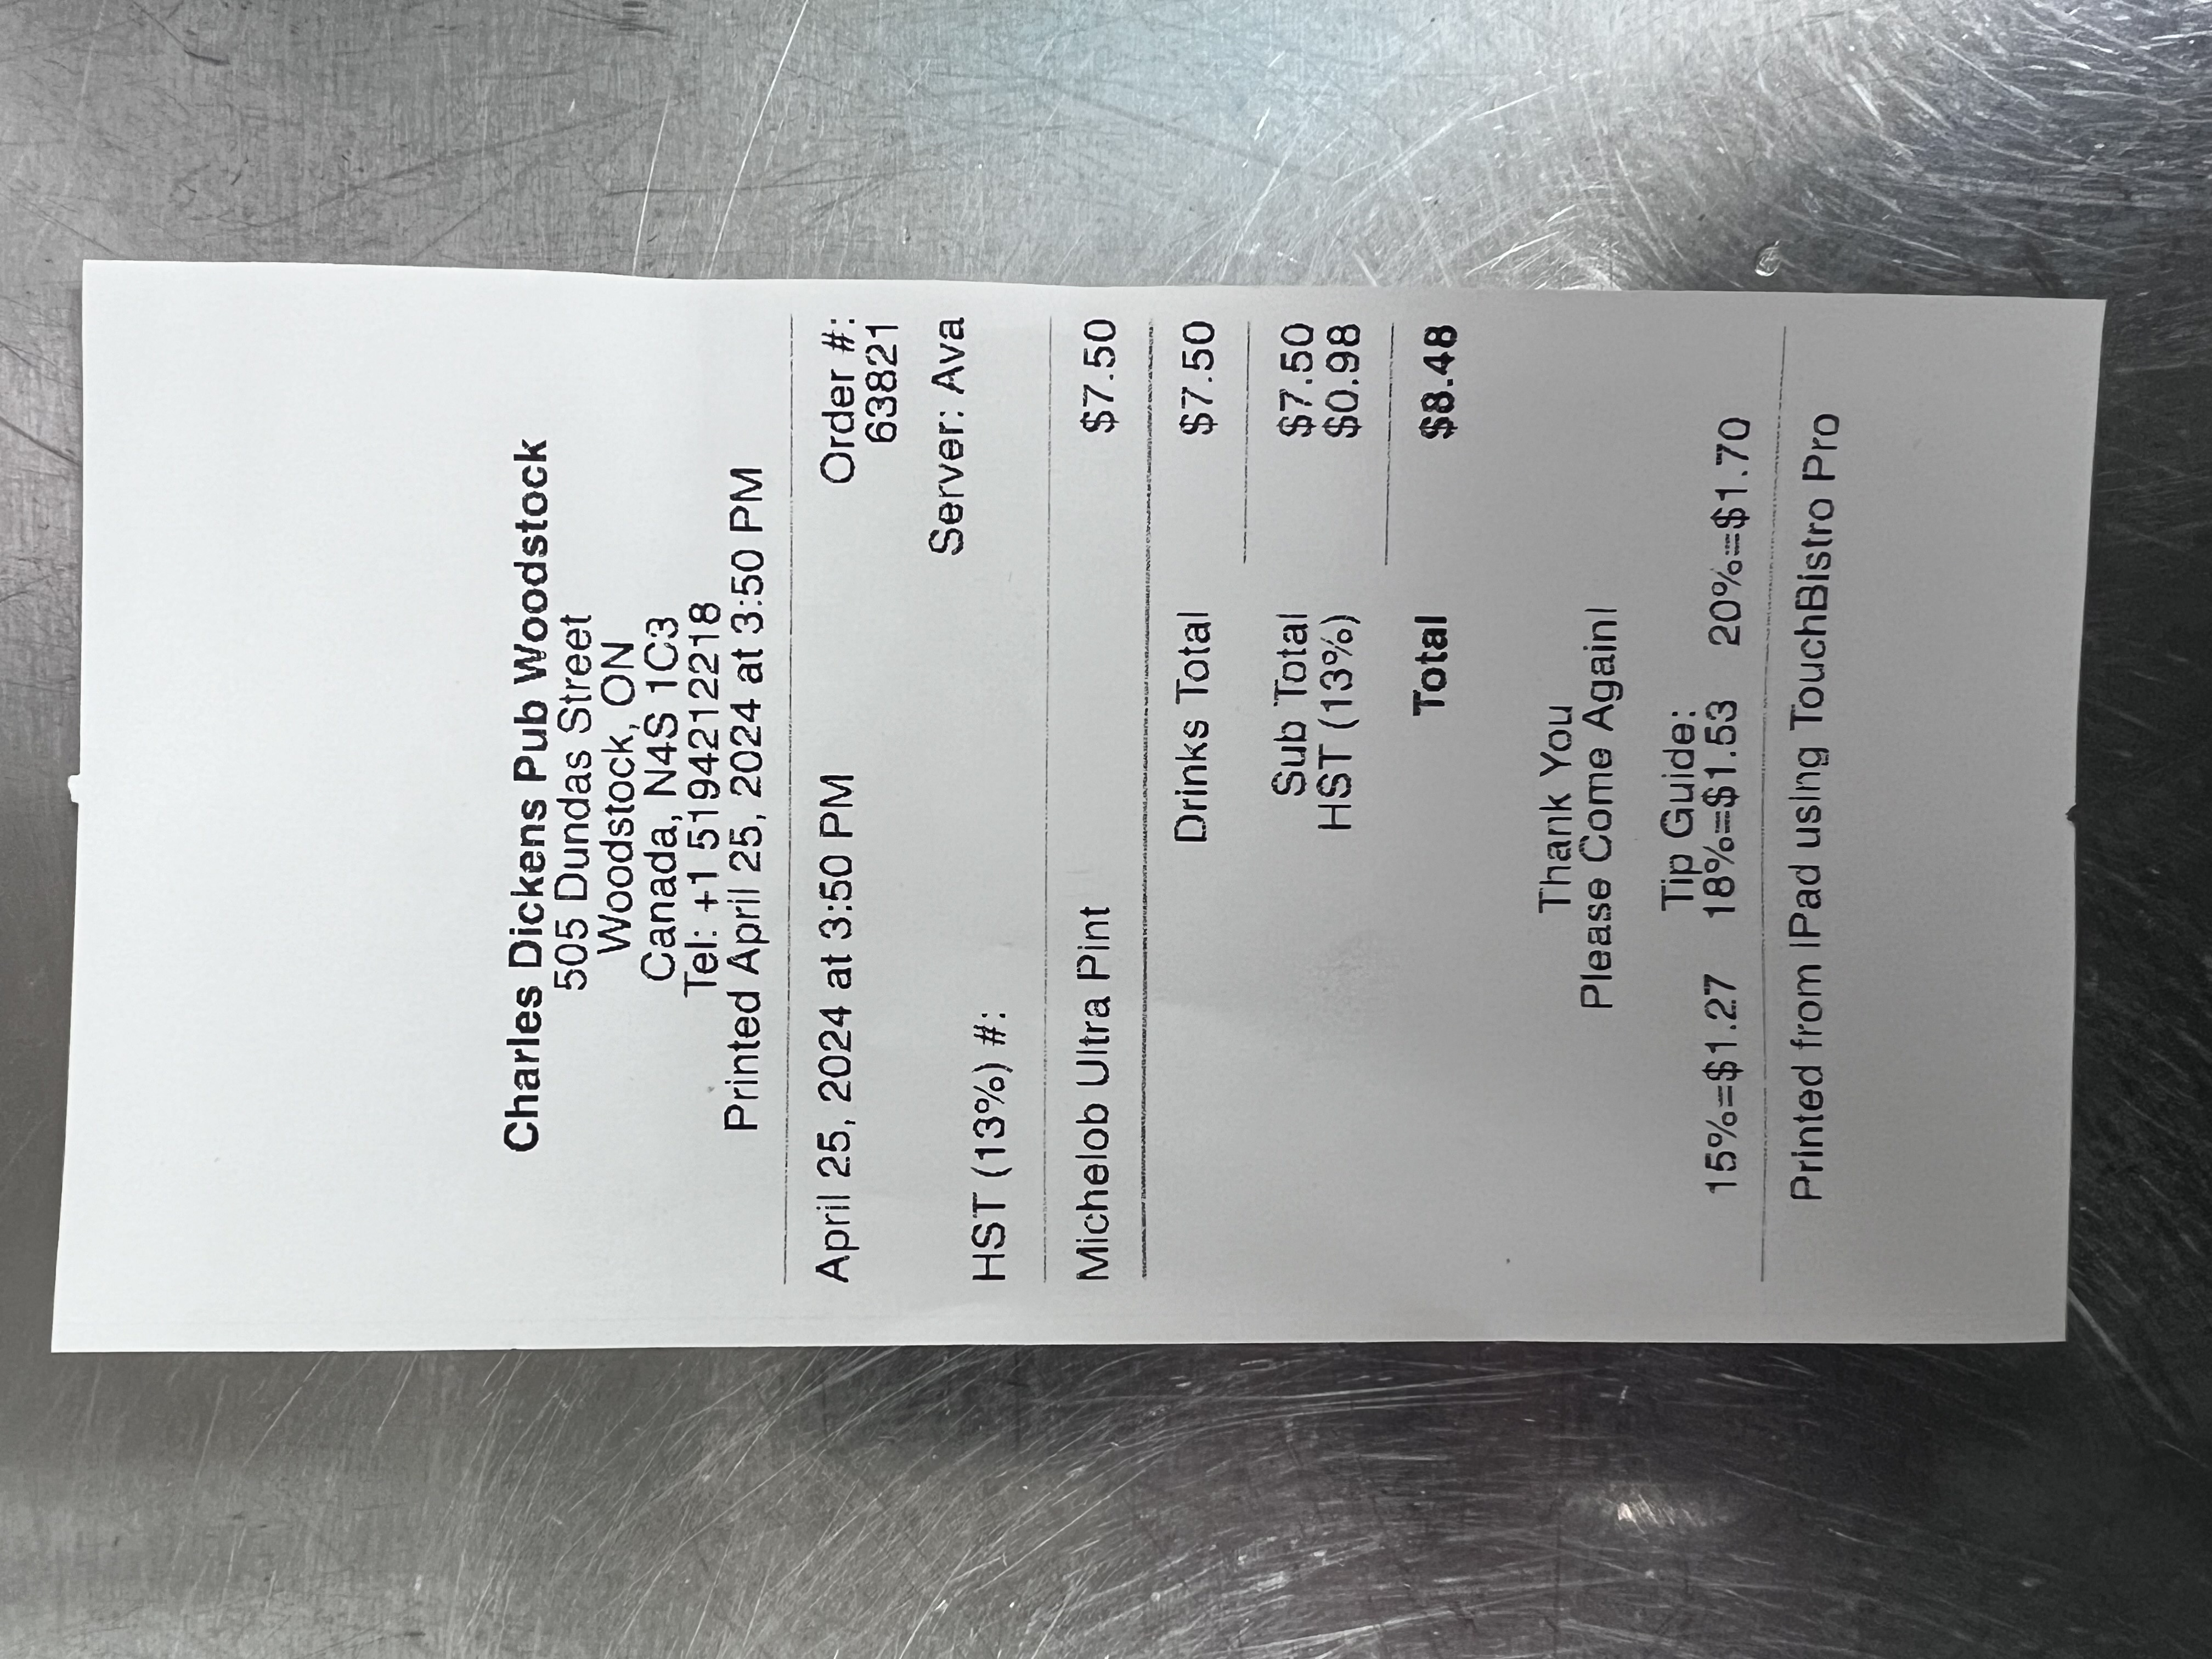 Charles Dickens Pub Woodstock
505 Dundas Street
Woodstock, ON
Canada, N4S 1C3
Tel: +1 5194212218
Printed April 25, 2024 at 3:50 PM
April 25, 2024 at 3:50 PM Order #:
63821
Server: Ava
HST (13%) #:
Michelob Ultra Pint $7.50
Drinks Total $7.50
Sub Total $7.50
HST (13%) $0.98
Total $8.48
Thank You
Please Come Again!
Tip Guide:
15%=$1.27 18%=$1.53 20%=$1.70
Printed from iPad using TouchBistro Pro